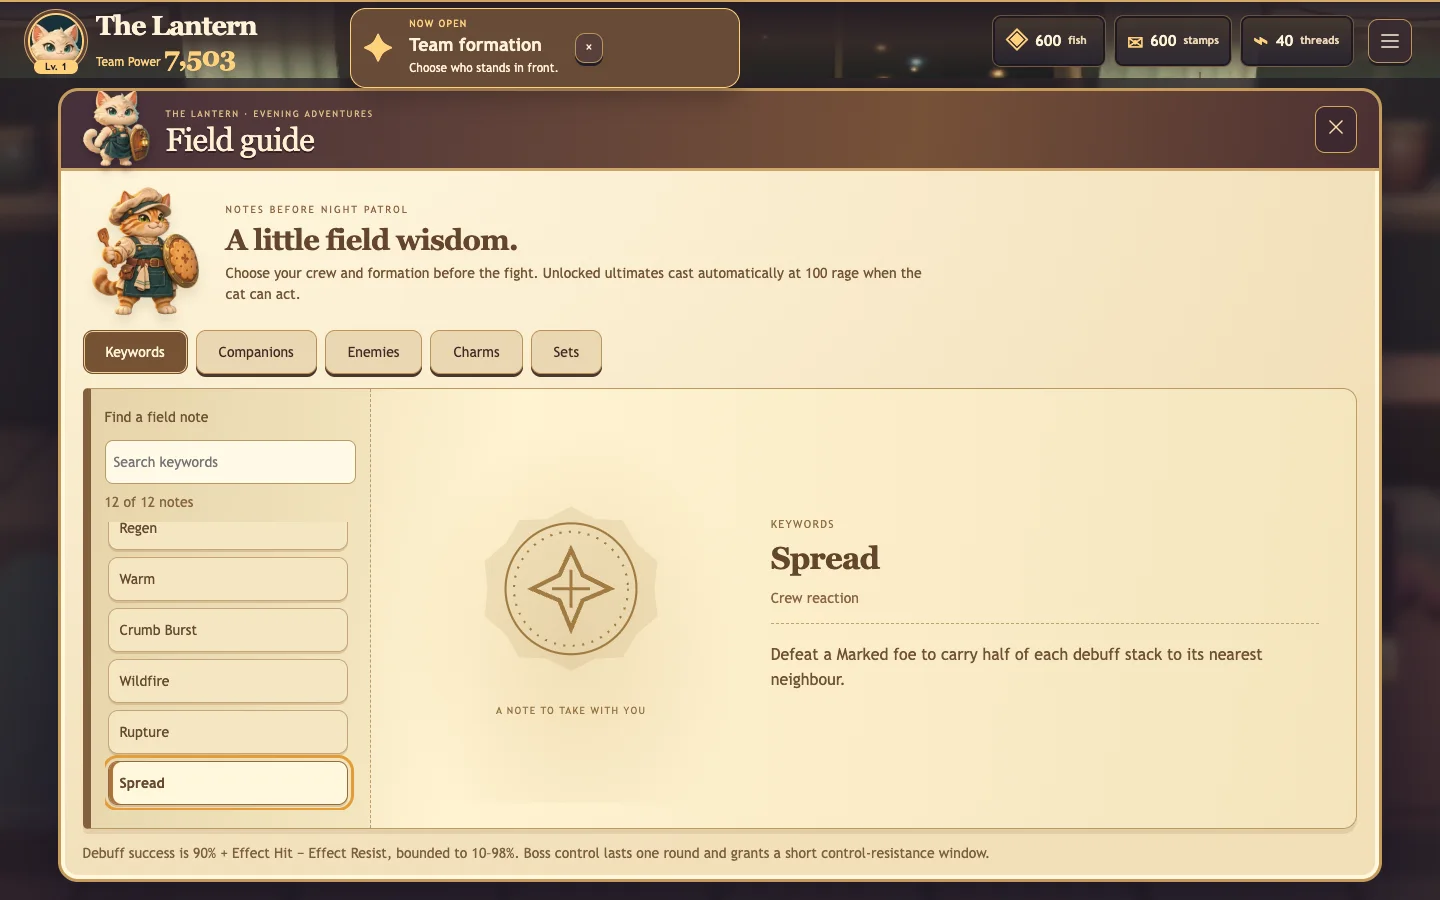 The Lantern
Lv. 1
Team Power 7,503
NOW OPEN
Team formation
Choose who stands in front.
×
600 fish
600 stamps
40 threads
THE LANTERN · EVENING ADVENTURES
Field guide
NOTES BEFORE NIGHT PATROL
A little field wisdom.
Choose your crew and formation before the fight. Unlocked ultimates cast automatically at 100 rage when the
cat can act.
Keywords
Companions
Enemies
Charms
Sets
Find a field note
Search keywords
12 of 12 notes
Regen
Warm
Crumb Burst
Wildfire
Rupture
Spread
A NOTE TO TAKE WITH YOU
KEYWORDS
Spread
Crew reaction
Defeat a Marked foe to carry half of each debuff stack to its nearest
neighbour.
Debuff success is 90% + Effect Hit − Effect Resist, bounded to 10–98%. Boss control lasts one round and grants a short control-resistance window.